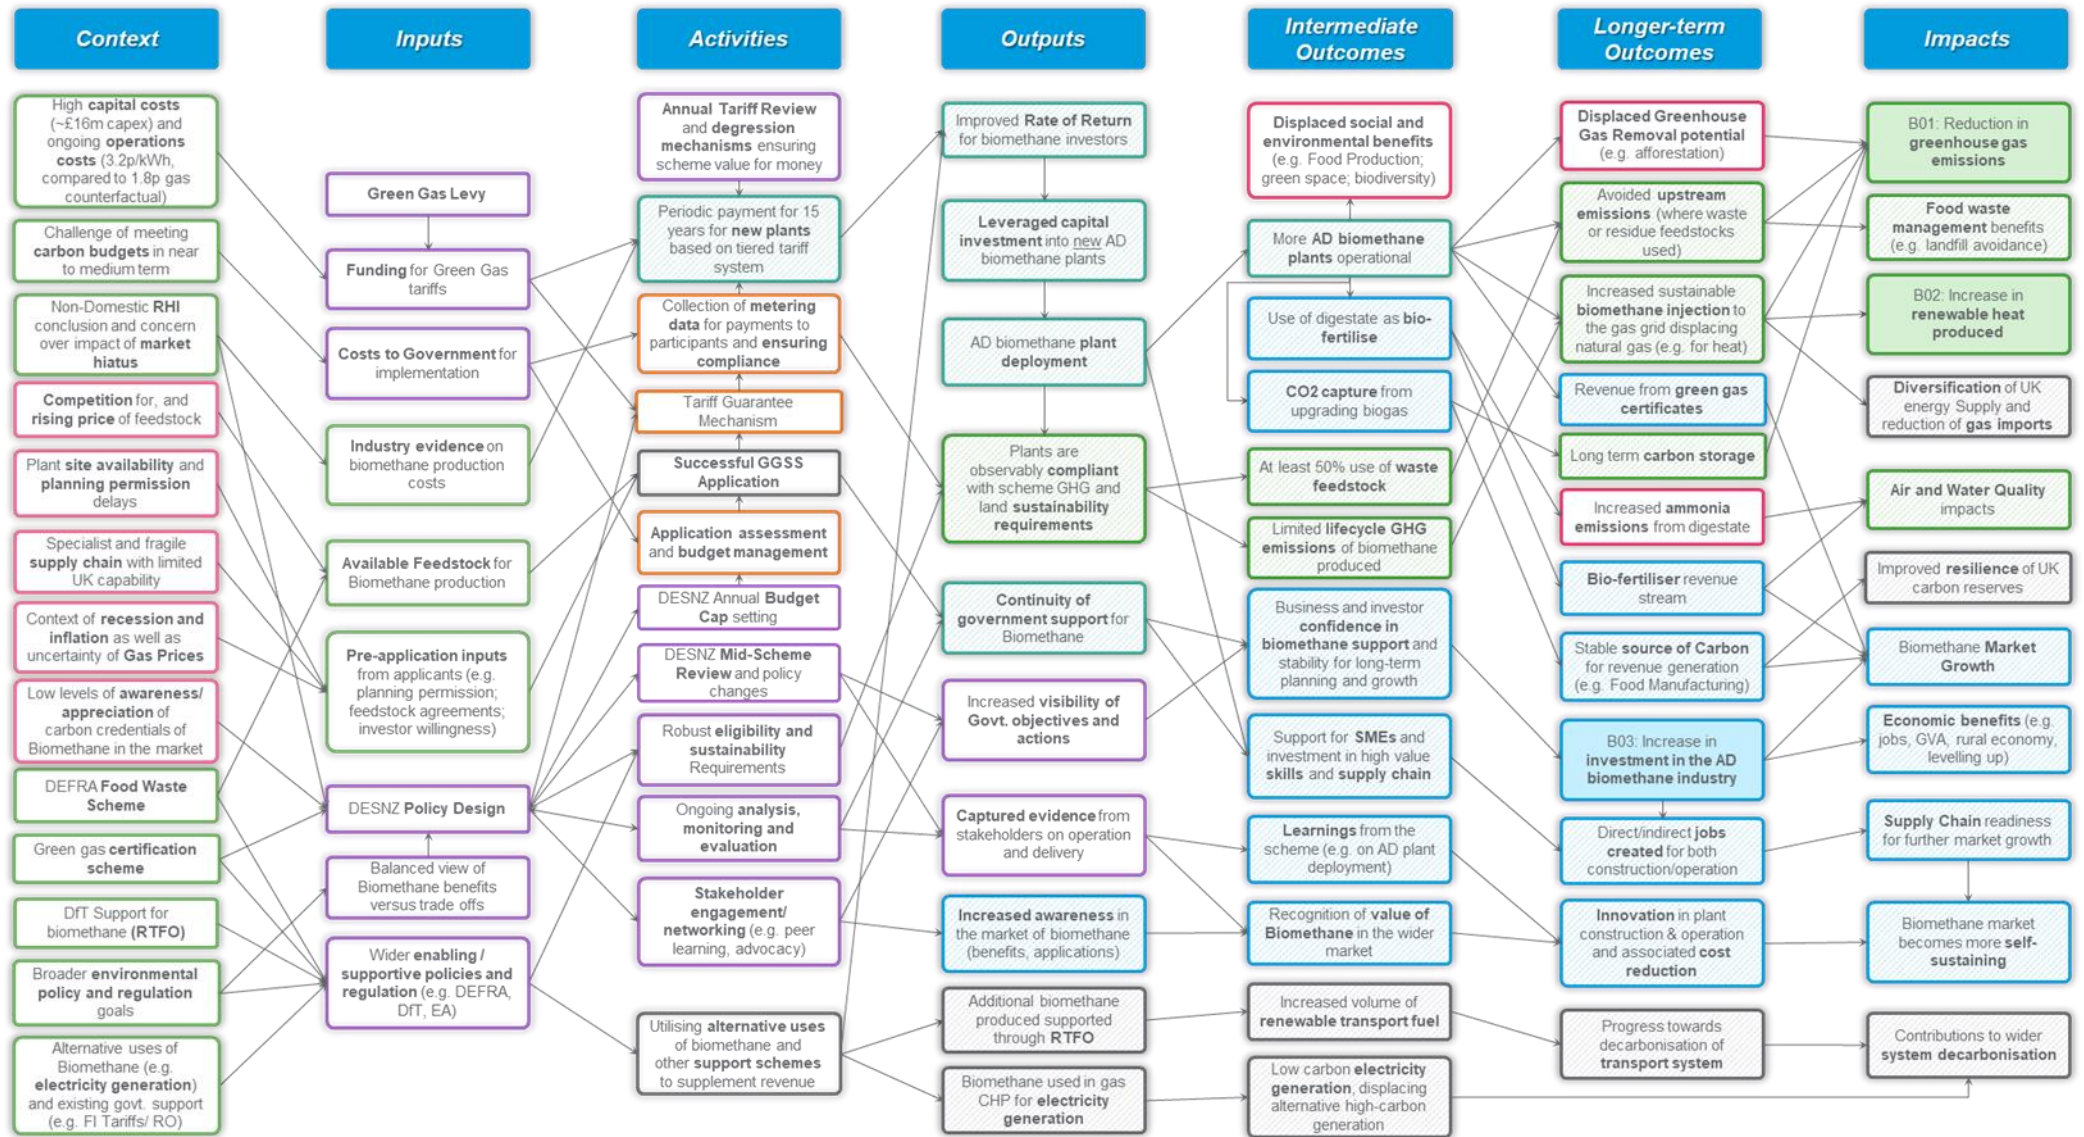 Context
Inputs
Activities
Outputs
Intermediate
Outcomes
Longer-term
Outcomes
Impacts
High capital costs
(~£16m capex) and
ongoing operations
costs (3.2p/kWh,
compared to 1.8p gas
counterfactual)
Challenge of meeting
carbon budgets in near
to medium term
Non-Domestic RHI
conclusion and concern
over impact of market
hiatus
Competition for, and
rising price of feedstock
Plant site availability and
planning permission
delays
Specialist and fragile
supply chain with limited
UK capability
Context of recession and
inflation as well as
uncertainty of Gas Prices
Low levels of awareness/
appreciation of
carbon credentials of
Biomethane in the market
DEFRA Food Waste
Scheme
Green gas certification
scheme
DfT Support for
biomethane (RTFO)
Broader environmental
policy and regulation
goals
Alternative uses of
Biomethane (e.g.
electricity generation)
and existing govt. support
(e.g. FI Tariffs/ RO)
Green Gas Levy
Funding for Green Gas
tariffs
Costs to Government for
implementation
Industry evidence on
biomethane production
costs
Available Feedstock for
Biomethane production
Pre-application inputs
from applicants (e.g.
planning permission;
feedstock agreements;
investor willingness)
DESNZ Policy Design
Balanced view of
Biomethane benefits
versus trade offs
Wider enabling /
supportive policies and
regulation (e.g. DEFRA,
DfT, EA)
Annual Tariff Review
and degression
mechanisms ensuring
scheme value for money
Periodic payment for 15
years for new plants
based on tiered tariff
system
Collection of metering
data for payments to
participants and ensuring
compliance
Tariff Guarantee
Mechanism
Successful GGSS
Application
Application assessment
and budget management
DESNZ Annual Budget
Cap setting
DESNZ Mid-Scheme
Review and policy
changes
Robust eligibility and
sustainability
Requirements
Ongoing analysis,
monitoring and
evaluation
Stakeholder
engagement/
networking (e.g. peer
learning, advocacy)
Utilising alternative uses
of biomethane and
other support schemes
to supplement revenue
Improved Rate of Return
for biomethane investors
Leveraged capital
investment into new AD
biomethane plants
AD biomethane plant
deployment
Plants are
observably compliant
with scheme GHG and
land sustainability
requirements
Continuity of
government support for
Biomethane
Increased visibility of
Govt. objectives and
actions
Captured evidence from
stakeholders on operation
and delivery
Increased awareness in
the market of biomethane
(benefits, applications)
Additional biomethane
produced supported
through RTFO
Biomethane used in gas
CHP for electricity
generation
Displaced social and
environmental benefits
(e.g. Food Production;
green space; biodiversity)
More AD biomethane
plants operational
Use of digestate as bio-
fertilise
CO2 capture from
upgrading biogas
At least 50% use of waste
feedstock
Limited lifecycle GHG
emissions of biomethane
produced
Business and investor
confidence in
biomethane support and
stability for long-term
planning and growth
Support for SMEs and
investment in high value
skills and supply chain
Learnings from the
scheme (e.g. on AD plant
deployment)
Recognition of value of
Biomethane in the wider
market
Increased volume of
renewable transport fuel
Low carbon electricity
generation, displacing
alternative high-carbon
generation
Displaced Greenhouse
Gas Removal potential
(e.g. afforestation)
Avoided upstream
emissions (where waste
or residue feedstocks
used)
Increased sustainable
biomethane injection to
the gas grid displacing
natural gas (e.g. for heat)
Revenue from green gas
certificates
Long term carbon storage
Increased ammonia
emissions from digestate
Bio-fertiliser revenue
stream
Stable source of Carbon
for revenue generation
(e.g. Food Manufacturing)
B03: Increase in
investment in the AD
biomethane industry
Direct/indirect jobs
created for both
construction/operation
Innovation in plant
construction & operation
and associated cost
reduction
Progress towards
decarbonisation of
transport system
B01: Reduction in
greenhouse gas
emissions
Food waste
management benefits
(e.g. landfill avoidance)
B02: Increase in
renewable heat
produced
Diversification of UK
energy Supply and
reduction of gas imports
Air and Water Quality
impacts
Improved resilience of UK
carbon reserves
Biomethane Market
Growth
Economic benefits (e.g.
jobs, GVA, rural economy,
levelling up)
Supply Chain readiness
for further market growth
Biomethane market
becomes more self-
sustaining
Contributions to wider
system decarbonisation